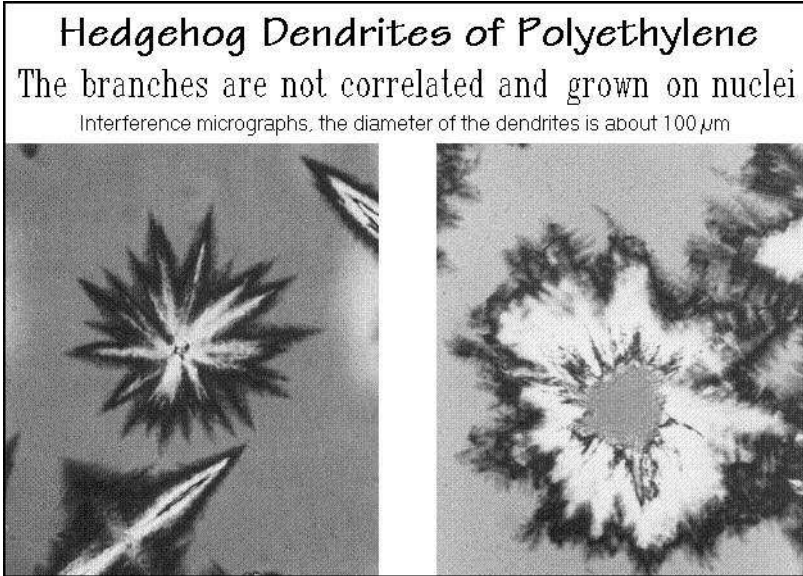 Hedgehog Dendrites of Polyethylene
The branches are not correlated and grown on nuclei
Interference micrographs, the diameter of the dendrites is about 100 µm